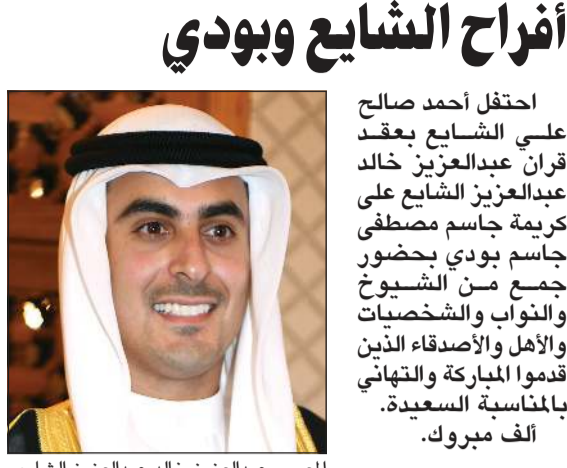 أفراح الشايع وبودي
احتفل أحمد صالح
علي الشايع بعقد
قران عبدالعزيز خالد
عبدالعزيز الشايع على
كريمة جاسم مصطفى
جاسم بودي بحضور
جمع من الشيوخ
والنواب والشخصيات
والأهل والأصدقاء الذين
قدموا المباركة والتهاني
بالمناسبة السعيدة.
ألف مبروك.